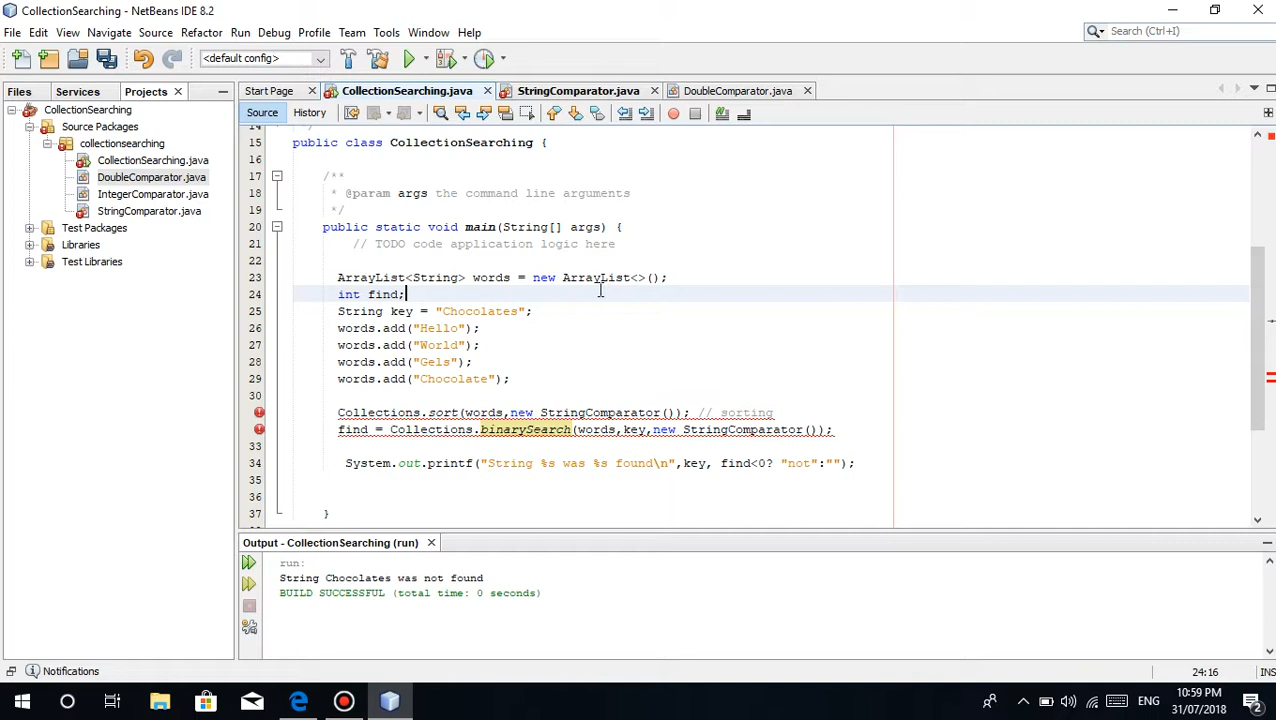 CollectionSearching - NetBeans IDE 8.2
File Edit View Navigate Source Refactor Run Debug Profile Team Tools Window Help
Search (Ctrl+I)
<default config>
Files Services Projects
Start Page CollectionSearching.java StringComparator.java DoubleComparator.java
Source History
CollectionSearching
Source Packages
collectionsearching
CollectionSearching.java
DoubleComparator.java
IntegerComparator.java
StringComparator.java
Test Packages
Libraries
Test Libraries
14 */
15 public class CollectionSearching {
16
17 /**
18 * @param args the command line arguments
19 */
20 public static void main(String[] args) {
21 // TODO code application logic here
22
23 ArrayList<String> words = new ArrayList<>();
24 int find;
25 String key = "Chocolates";
26 words.add("Hello");
27 words.add("World");
28 words.add("Gels");
29 words.add("Chocolate");
30
Collections.sort(words,new StringComparator()); // sorting
find = Collections.binarySearch(words,key,new StringComparator());
33
34 System.out.printf("String %s was %s found\n",key, find<0? "not":"");
35
36
37 }
Output - CollectionSearching (run)
run:
String Chocolates was not found
BUILD SUCCESSFUL (total time: 0 seconds)
Notifications
24:16
INS
ENG
10:59 PM
31/07/2018
2